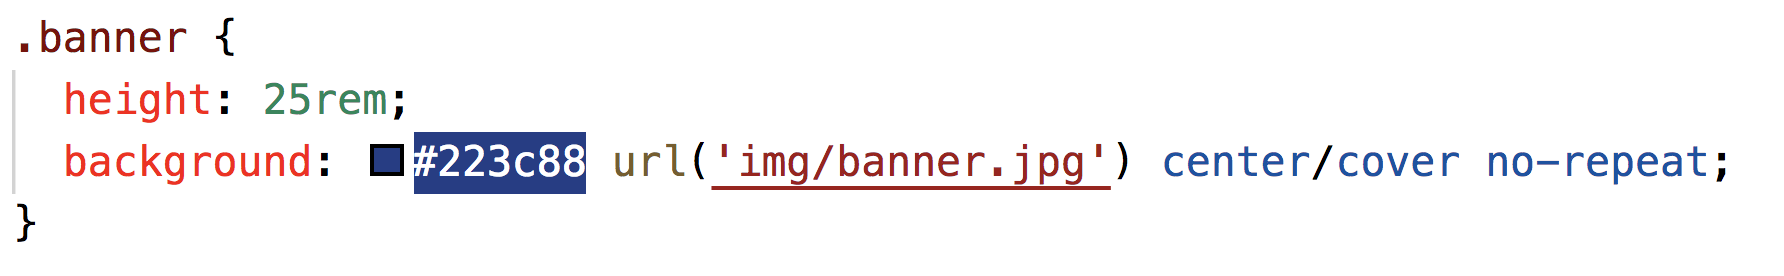 .banner {
  height: 25rem;
  background: #223c88 url('img/banner.jpg') center/cover no-repeat;
}